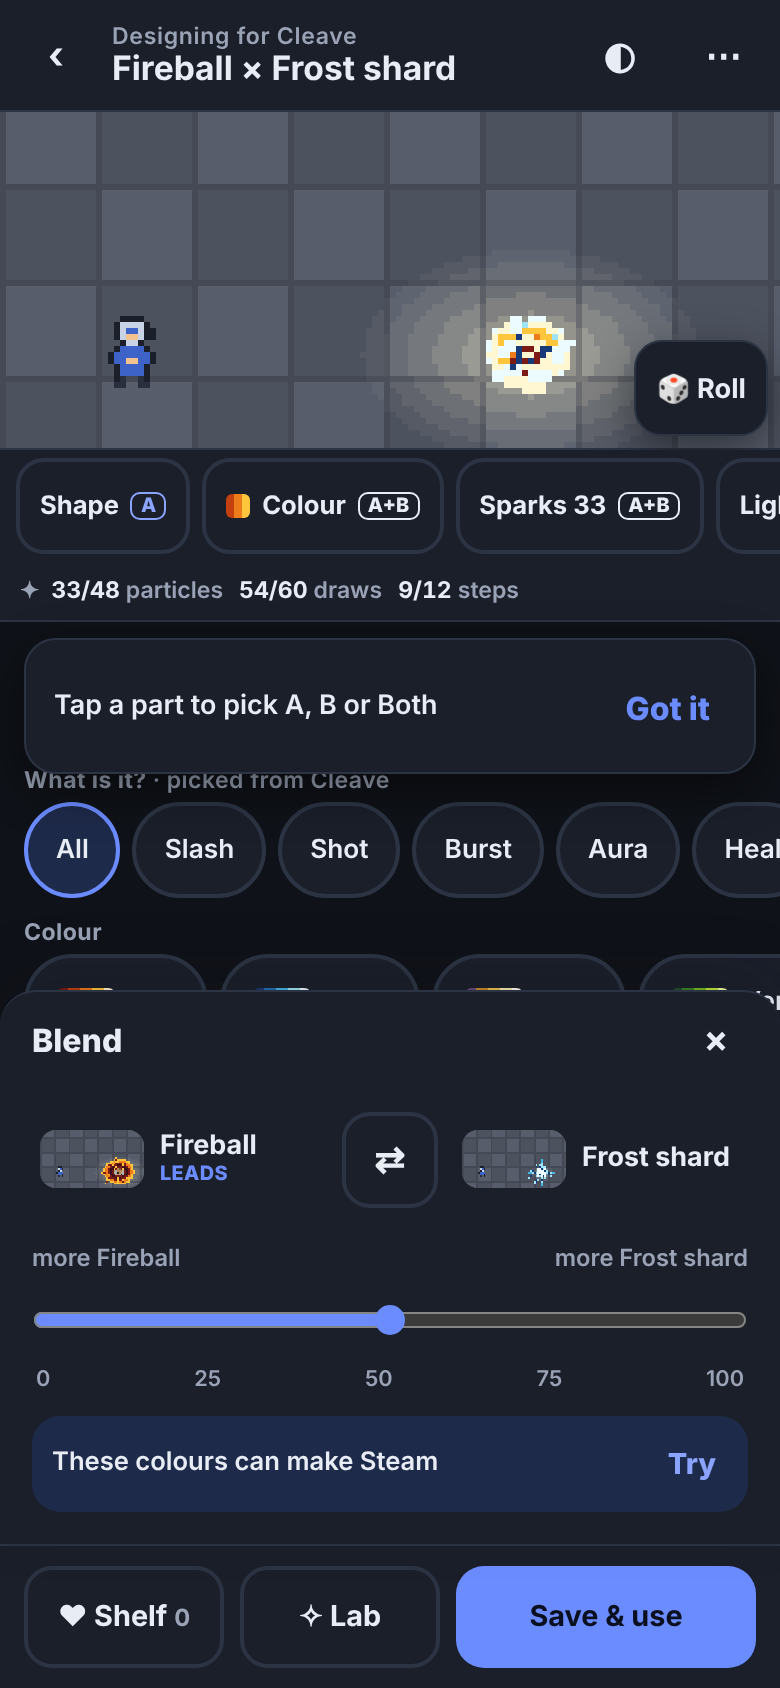 Designing for Cleave
Fireball × Frost shard
Roll
Shape A
Colour A+B
Sparks 33 A+B
33/48 particles 54/60 draws 9/12 steps
Tap a part to pick A, B or Both
Got it
What is it? · picked from Cleave
All
Slash
Shot
Burst
Aura
Colour
Blend
Fireball
LEADS
Frost shard
more Fireball
more Frost shard
0 25 50 75 100
These colours can make Steam
Try
Shelf 0
Lab
Save & use